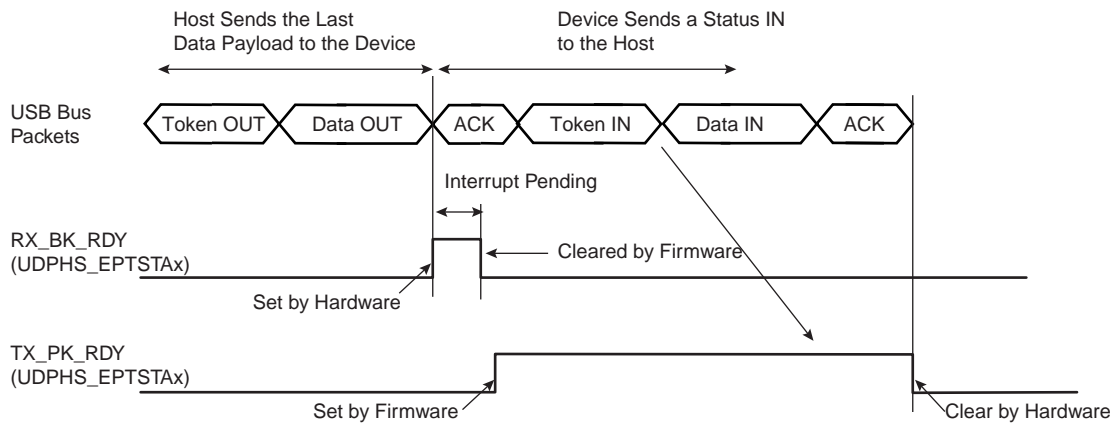 Host Sends the Last
Data Payload to the Device
Device Sends a Status IN
to the Host
USB Bus
Packets
Token OUT
Data OUT
ACK
Token IN
Data IN
ACK
Interrupt Pending
RX_BK_RDY
(UDPHS_EPTSTAx)
Cleared by Firmware
Set by Hardware
TX_PK_RDY
(UDPHS_EPTSTAx)
Set by Firmware
Clear by Hardware